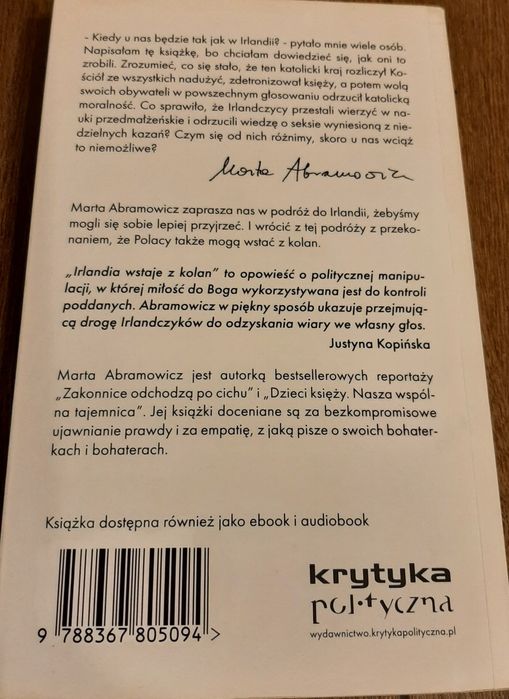 - Kiedy u nas będzie tak jak w Irlandii? - pytało mnie wiele osób.
Napisałam tę książkę, bo chciałam dowiedzieć się, jak oni to
zrobili. Zrozumieć, co się stało, że ten katolicki kraj rozliczył Ko-
ściół ze wszystkich nadużyć, zdetronizował księży, a potem wolą
swoich obywateli w powszechnym głosowaniu odrzucił katolicką
moralność. Co sprawiło, że Irlandczycy przestali wierzyć w na-
uki przedmałżeńskie i odrzucili wiedzę o seksie wyniesioną z nie-
dzielnych kazań? Czym się od nich różnimy, skoro u nas wciąż
to niemożliwe?
Marta Abramowicz
Marta Abramowicz zaprasza nas w podróż do Irlandii, żebyśmy
mogli się sobie lepiej przyjrzeć. I wrócić z tej podróży z przeko-
naniem, że Polacy także mogą wstać z kolan.
„Irlandia wstaje z kolan” to opowieść o politycznej manipu-
lacji, w której miłość do Boga wykorzystywana jest do kontroli
poddanych. Abramowicz w piękny sposób ukazuje przejmują-
cą drogę Irlandczyków do odzyskania wiary we własny głos.
Justyna Kopińska
Marta Abramowicz jest autorką bestsellerowych reportaży
„Zakonnice odchodzą po cichu” i „Dzieci księży. Nasza wspól-
na tajemnica”. Jej książki doceniane są za bezkompromisowe
ujawnianie prawdy i za empatię, z jaką pisze o swoich bohater-
kach i bohaterach.
Książka dostępna również jako ebook i audiobook
9 788367 805094 >
krytyka
polityczna
wydawnictwo.krytykapolityczna.pl